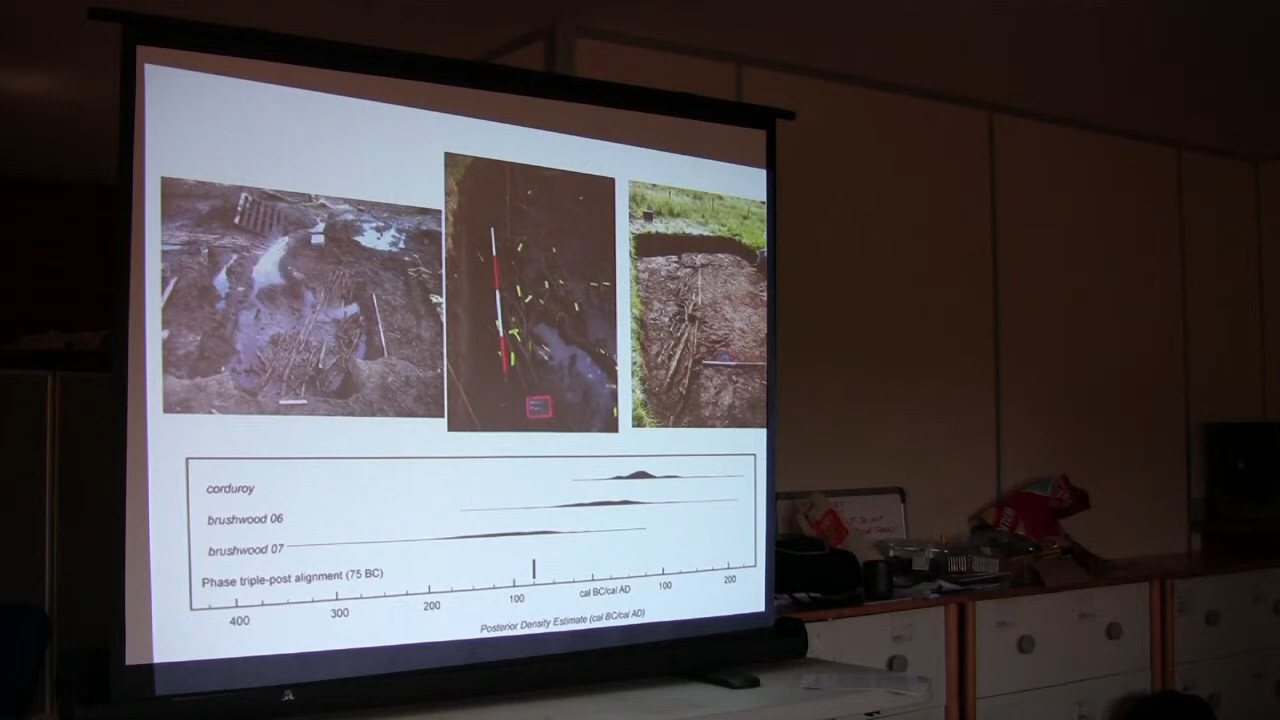 corduroy
brushwood 06
brushwood 07
Phase triple-post alignment (75 BC)
400 300 200 100 cal BC/cal AD 100 200
Posterior Density Estimate (cal BC/cal AD)